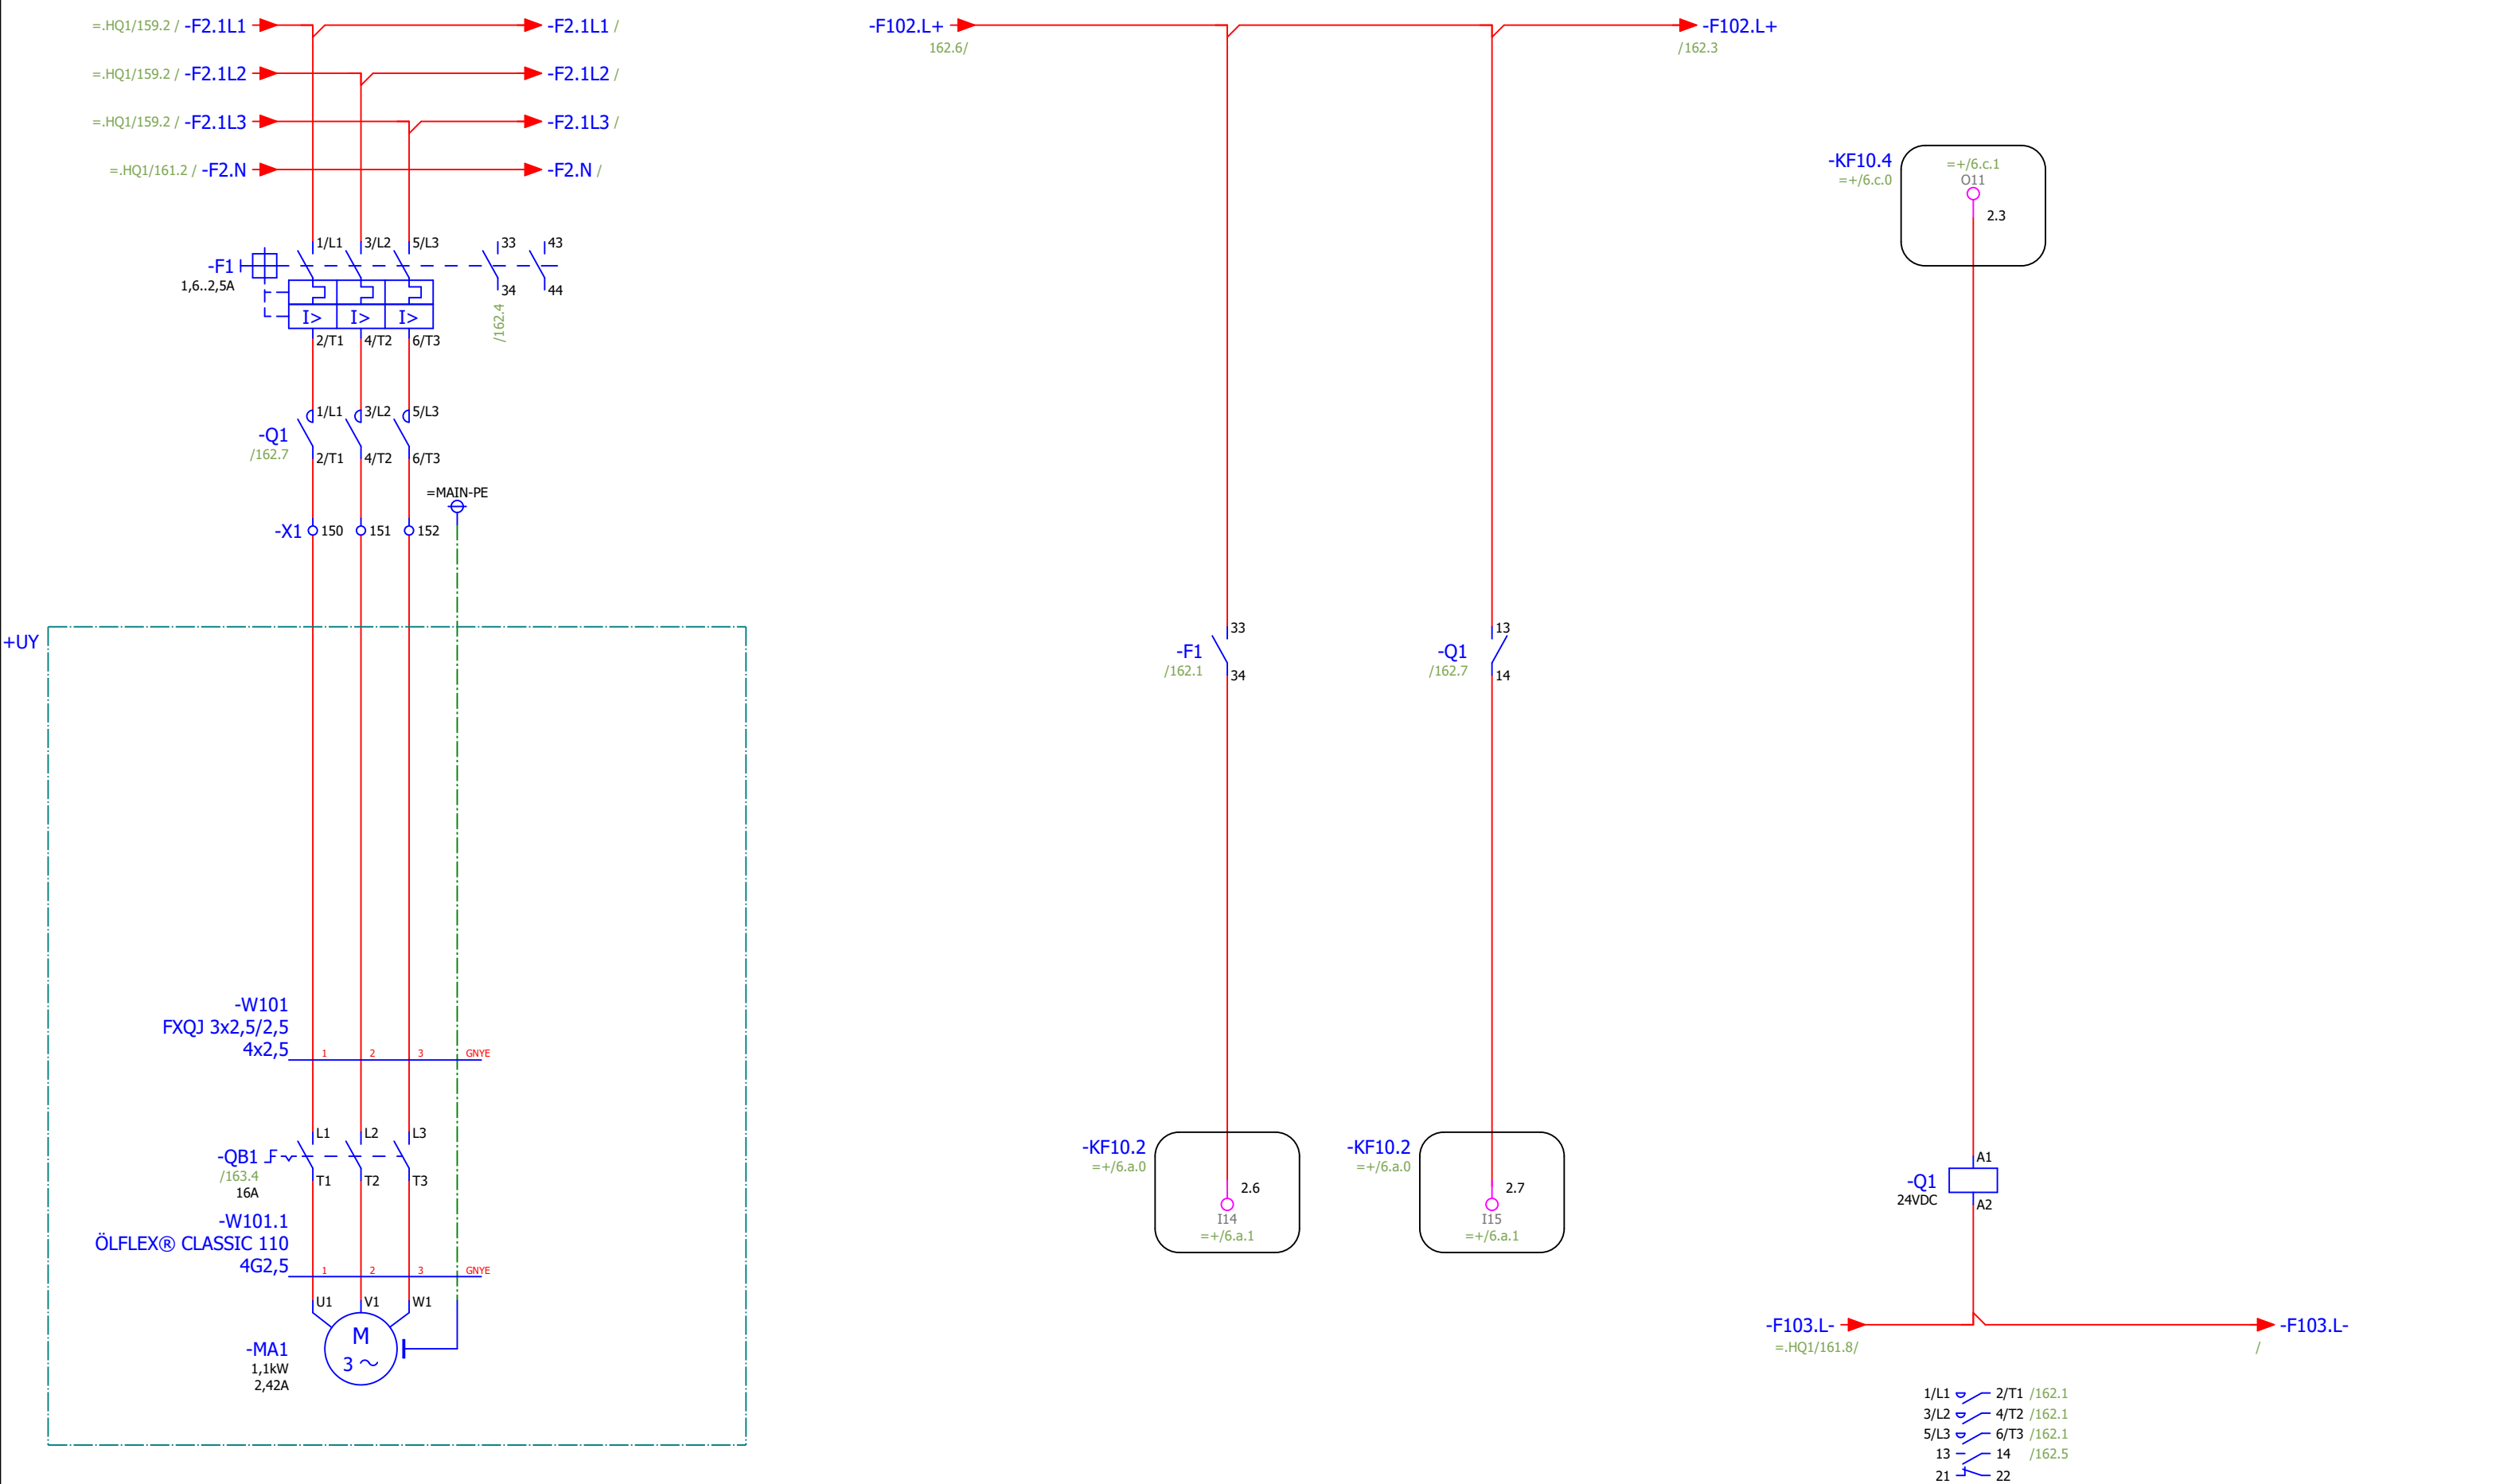 =.HQ1/159.2 / -F2.1L1 -F2.1L1 /
=.HQ1/159.2 / -F2.1L2 -F2.1L2 /
=.HQ1/159.2 / -F2.1L3 -F2.1L3 /
=.HQ1/161.2 / -F2.N -F2.N /
-F1
1,6..2,5A
1/L1 3/L2 5/L3 33 43
34 44
/162.4
I> I> I>
2/T1 4/T2 6/T3
-Q1
/162.7
1/L1 3/L2 5/L3
2/T1 4/T2 6/T3
=MAIN-PE
-X1 150 151 152
+UY
-W101
FXQJ 3x2,5/2,5
4x2,5
1 2 3 GNYE
-QB1
/163.4
16A
L1 L2 L3
T1 T2 T3
-W101.1
ÖLFLEX® CLASSIC 110
4G2,5
1 2 3 GNYE
U1 V1 W1
M
3 ~
-MA1
1,1kW
2,42A
-F102.L+
162.6/
-F102.L+
/162.3
33
-F1
/162.1
34
13
-Q1
/162.7
14
-KF10.2
=+/6.a.0
2.6
I14
=+/6.a.1
-KF10.2
=+/6.a.0
2.7
I15
=+/6.a.1
-KF10.4
=+/6.c.0
=+/6.c.1
O11
2.3
A1
-Q1
24VDC
A2
-F103.L-
=.HQ1/161.8/
-F103.L-
/
1/L1 2/T1 /162.1
3/L2 4/T2 /162.1
5/L3 6/T3 /162.1
13 14 /162.5
21 22